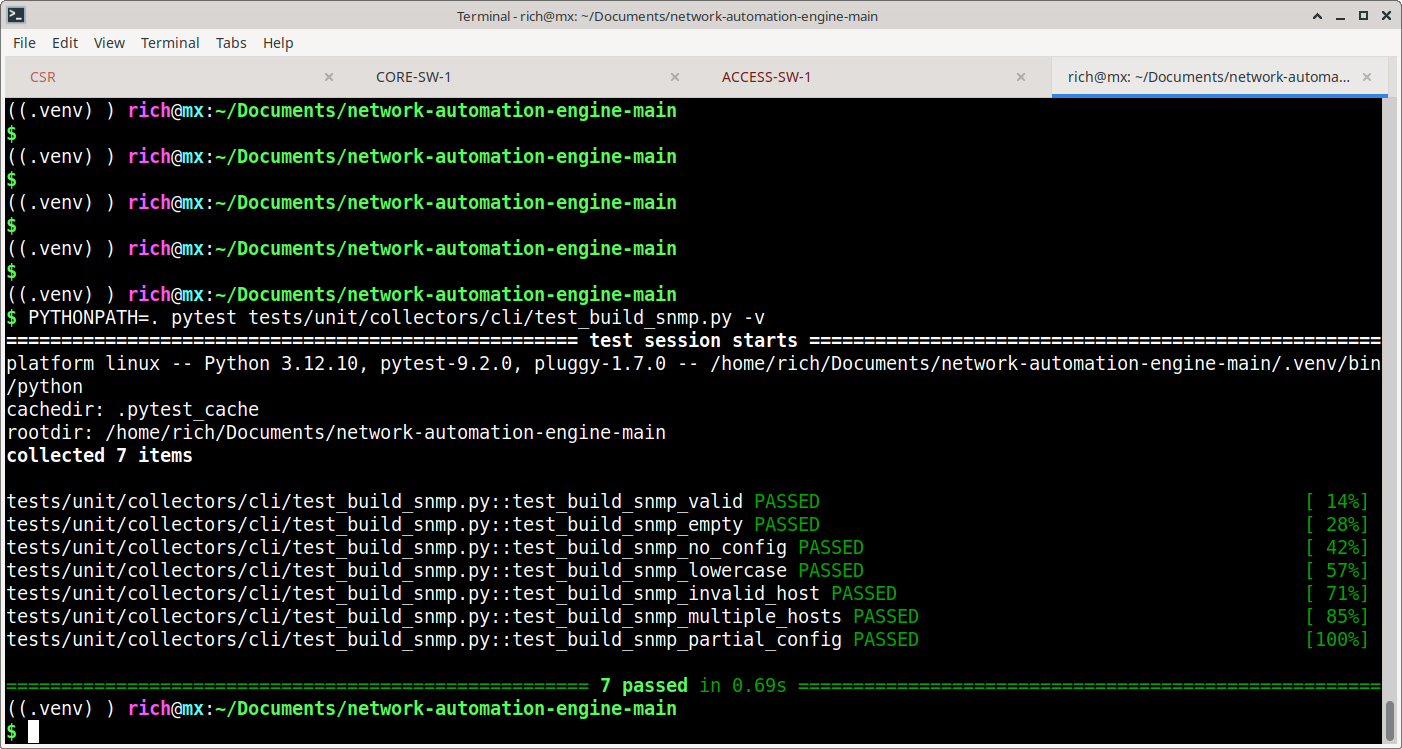 Terminal - rich@mx: ~/Documents/network-automation-engine-main
File Edit View Terminal Tabs Help
CSR CORE-SW-1 ACCESS-SW-1 rich@mx: ~/Documents/network-automa...
((.venv) ) rich@mx:~/Documents/network-automation-engine-main
$
((.venv) ) rich@mx:~/Documents/network-automation-engine-main
$
((.venv) ) rich@mx:~/Documents/network-automation-engine-main
$
((.venv) ) rich@mx:~/Documents/network-automation-engine-main
$
((.venv) ) rich@mx:~/Documents/network-automation-engine-main
$ PYTHONPATH=. pytest tests/unit/collectors/cli/test_build_snmp.py -v
==================================================== test session starts ====================================================
platform linux -- Python 3.12.10, pytest-9.2.0, pluggy-1.7.0 -- /home/rich/Documents/network-automation-engine-main/.venv/bin
/python
cachedir: .pytest_cache
rootdir: /home/rich/Documents/network-automation-engine-main
collected 7 items
tests/unit/collectors/cli/test_build_snmp.py::test_build_snmp_valid PASSED [ 14%]
tests/unit/collectors/cli/test_build_snmp.py::test_build_snmp_empty PASSED [ 28%]
tests/unit/collectors/cli/test_build_snmp.py::test_build_snmp_no_config PASSED [ 42%]
tests/unit/collectors/cli/test_build_snmp.py::test_build_snmp_lowercase PASSED [ 57%]
tests/unit/collectors/cli/test_build_snmp.py::test_build_snmp_invalid_host PASSED [ 71%]
tests/unit/collectors/cli/test_build_snmp.py::test_build_snmp_multiple_hosts PASSED [ 85%]
tests/unit/collectors/cli/test_build_snmp.py::test_build_snmp_partial_config PASSED [100%]
===================================================== 7 passed in 0.69s =====================================================
((.venv) ) rich@mx:~/Documents/network-automation-engine-main
$